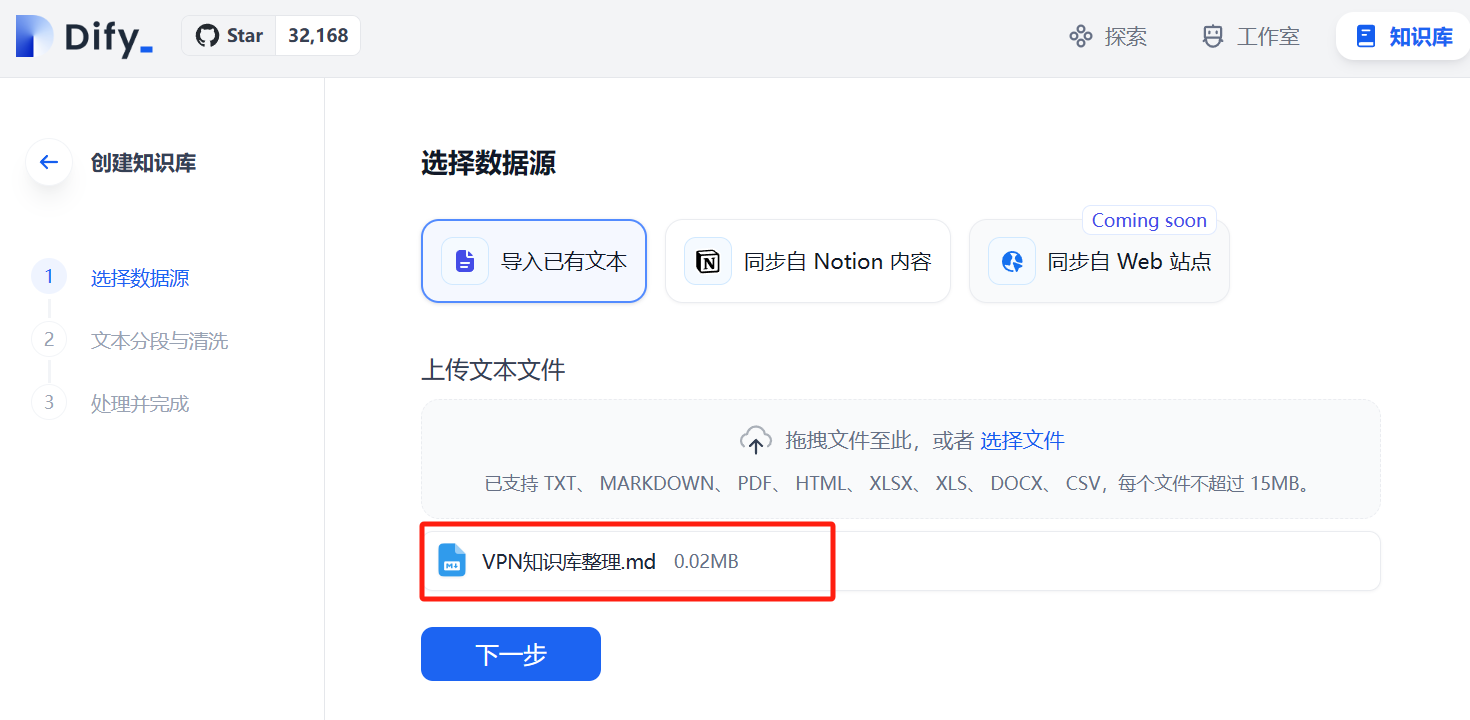 Dify_ Star 32,168 探索 工作室 知识库
创建知识库
1 选择数据源
2 文本分段与清洗
3 处理并完成
选择数据源
Coming soon
导入已有文本 同步自 Notion 内容 同步自 Web 站点
上传文本文件
拖拽文件至此，或者 选择文件
已支持 TXT、 MARKDOWN、 PDF、 HTML、 XLSX、 XLS、 DOCX、 CSV，每个文件不超过 15MB。
VPN知识库整理.md 0.02MB
下一步